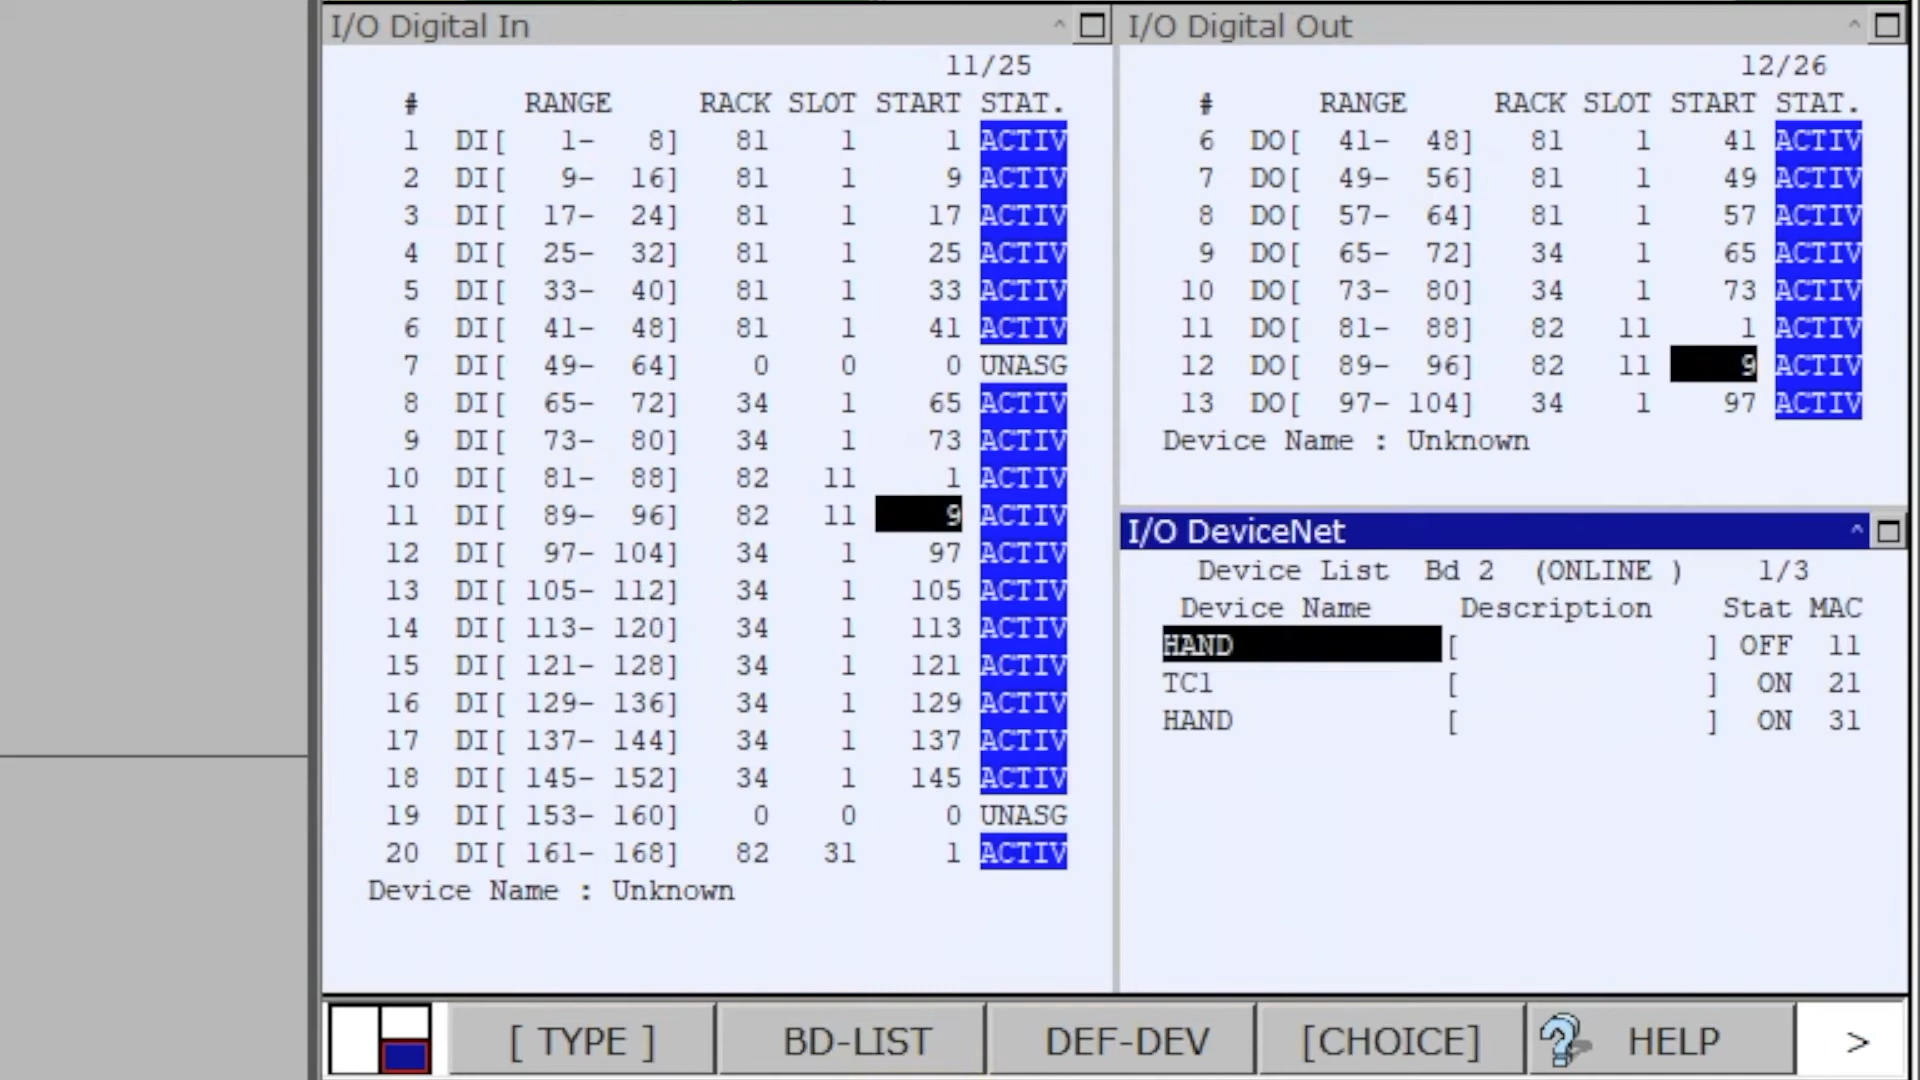 I/O Digital In
11/25
# RANGE RACK SLOT START STAT.
1 DI[ 1- 8] 81 1 1 ACTIV
2 DI[ 9- 16] 81 1 9 ACTIV
3 DI[ 17- 24] 81 1 17 ACTIV
4 DI[ 25- 32] 81 1 25 ACTIV
5 DI[ 33- 40] 81 1 33 ACTIV
6 DI[ 41- 48] 81 1 41 ACTIV
7 DI[ 49- 64] 0 0 0 UNASG
8 DI[ 65- 72] 34 1 65 ACTIV
9 DI[ 73- 80] 34 1 73 ACTIV
10 DI[ 81- 88] 82 11 1 ACTIV
11 DI[ 89- 96] 82 11 9 ACTIV
12 DI[ 97- 104] 34 1 97 ACTIV
13 DI[ 105- 112] 34 1 105 ACTIV
14 DI[ 113- 120] 34 1 113 ACTIV
15 DI[ 121- 128] 34 1 121 ACTIV
16 DI[ 129- 136] 34 1 129 ACTIV
17 DI[ 137- 144] 34 1 137 ACTIV
18 DI[ 145- 152] 34 1 145 ACTIV
19 DI[ 153- 160] 0 0 0 UNASG
20 DI[ 161- 168] 82 31 1 ACTIV
Device Name : Unknown
I/O Digital Out
12/26
# RANGE RACK SLOT START STAT.
6 DO[ 41- 48] 81 1 41 ACTIV
7 DO[ 49- 56] 81 1 49 ACTIV
8 DO[ 57- 64] 81 1 57 ACTIV
9 DO[ 65- 72] 34 1 65 ACTIV
10 DO[ 73- 80] 34 1 73 ACTIV
11 DO[ 81- 88] 82 11 1 ACTIV
12 DO[ 89- 96] 82 11 9 ACTIV
13 DO[ 97- 104] 34 1 97 ACTIV
Device Name : Unknown
I/O DeviceNet
Device List Bd 2 (ONLINE ) 1/3
Device Name Description Stat MAC
HAND [ ] OFF 11
TC1 [ ] ON 21
HAND [ ] ON 31
[ TYPE ] BD-LIST DEF-DEV [CHOICE] HELP >